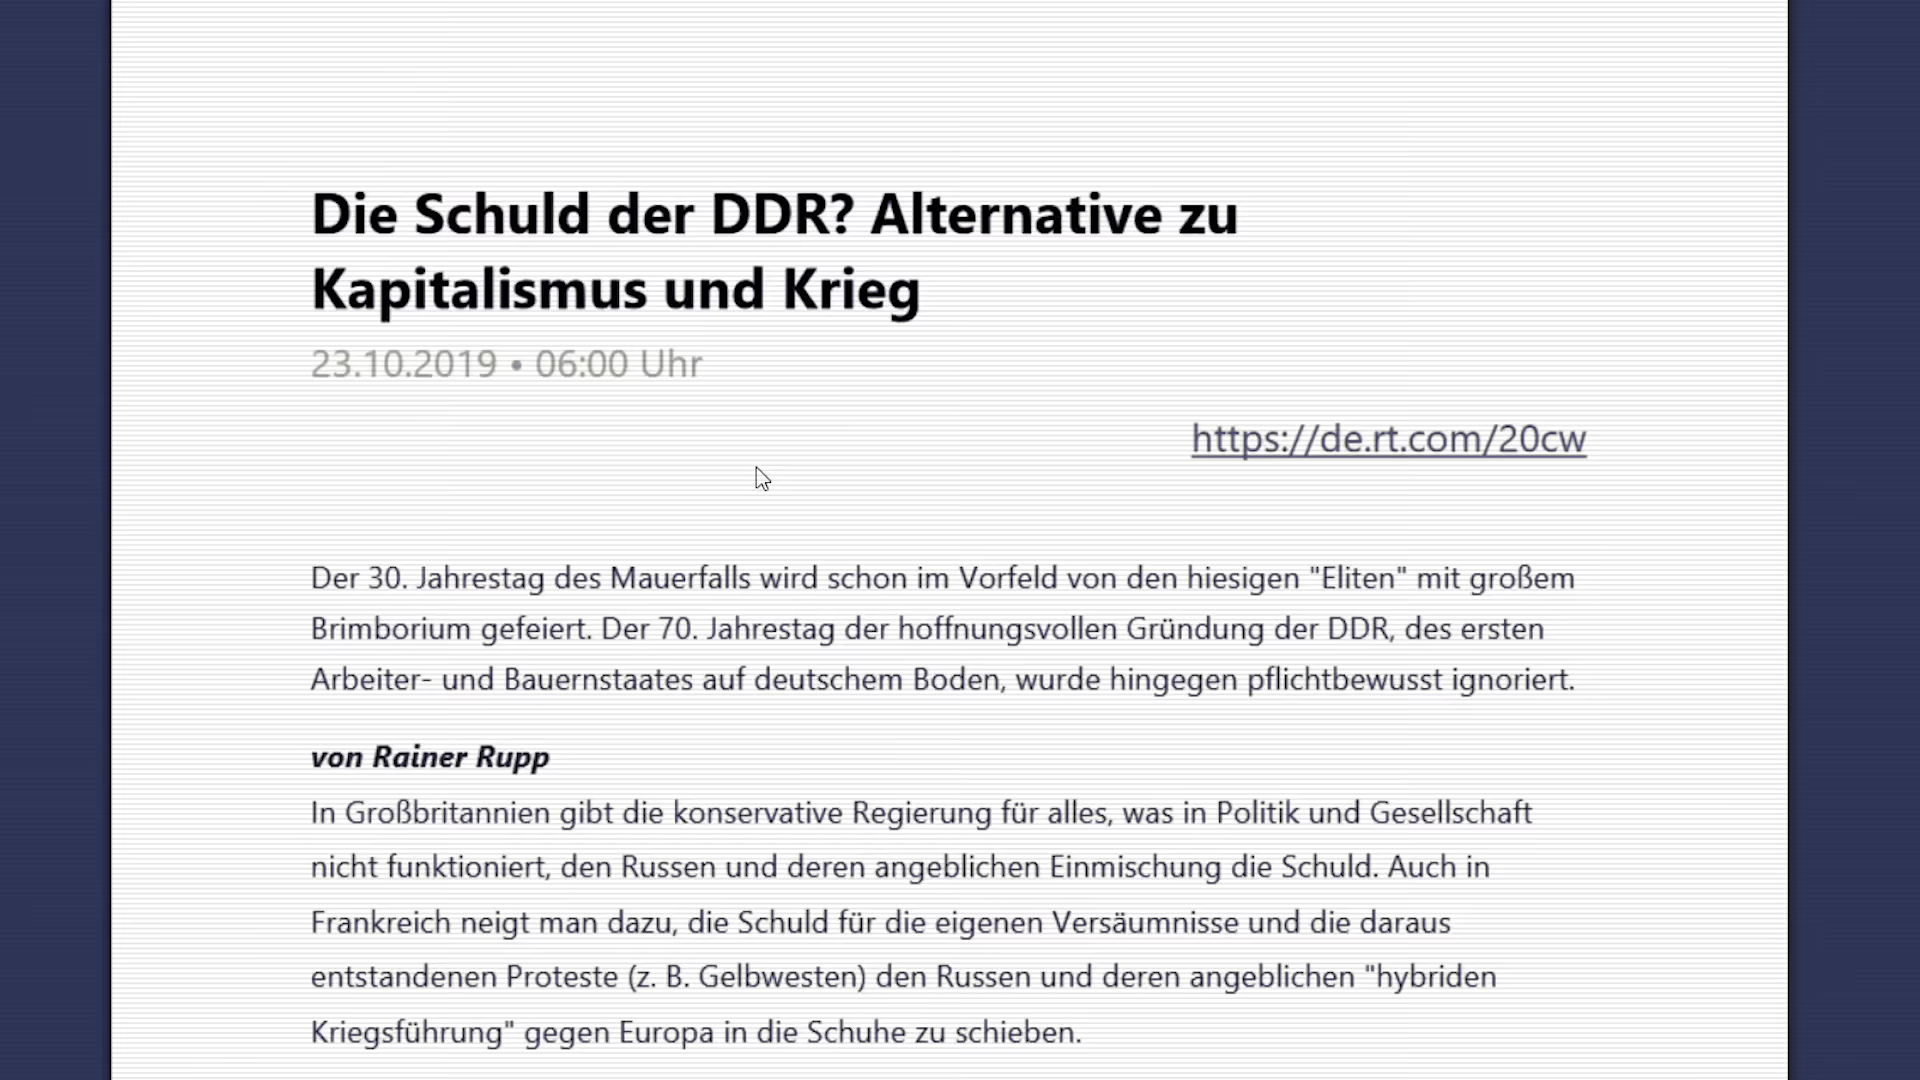 Die Schuld der DDR? Alternative zu
Kapitalismus und Krieg
23.10.2019 • 06:00 Uhr
https://de.rt.com/20cw
Der 30. Jahrestag des Mauerfalls wird schon im Vorfeld von den hiesigen "Eliten" mit großem
Brimborium gefeiert. Der 70. Jahrestag der hoffnungsvollen Gründung der DDR, des ersten
Arbeiter- und Bauernstaates auf deutschem Boden, wurde hingegen pflichtbewusst ignoriert.
von Rainer Rupp
In Großbritannien gibt die konservative Regierung für alles, was in Politik und Gesellschaft
nicht funktioniert, den Russen und deren angeblichen Einmischung die Schuld. Auch in
Frankreich neigt man dazu, die Schuld für die eigenen Versäumnisse und die daraus
entstandenen Proteste (z. B. Gelbwesten) den Russen und deren angeblichen "hybriden
Kriegsführung" gegen Europa in die Schuhe zu schieben.